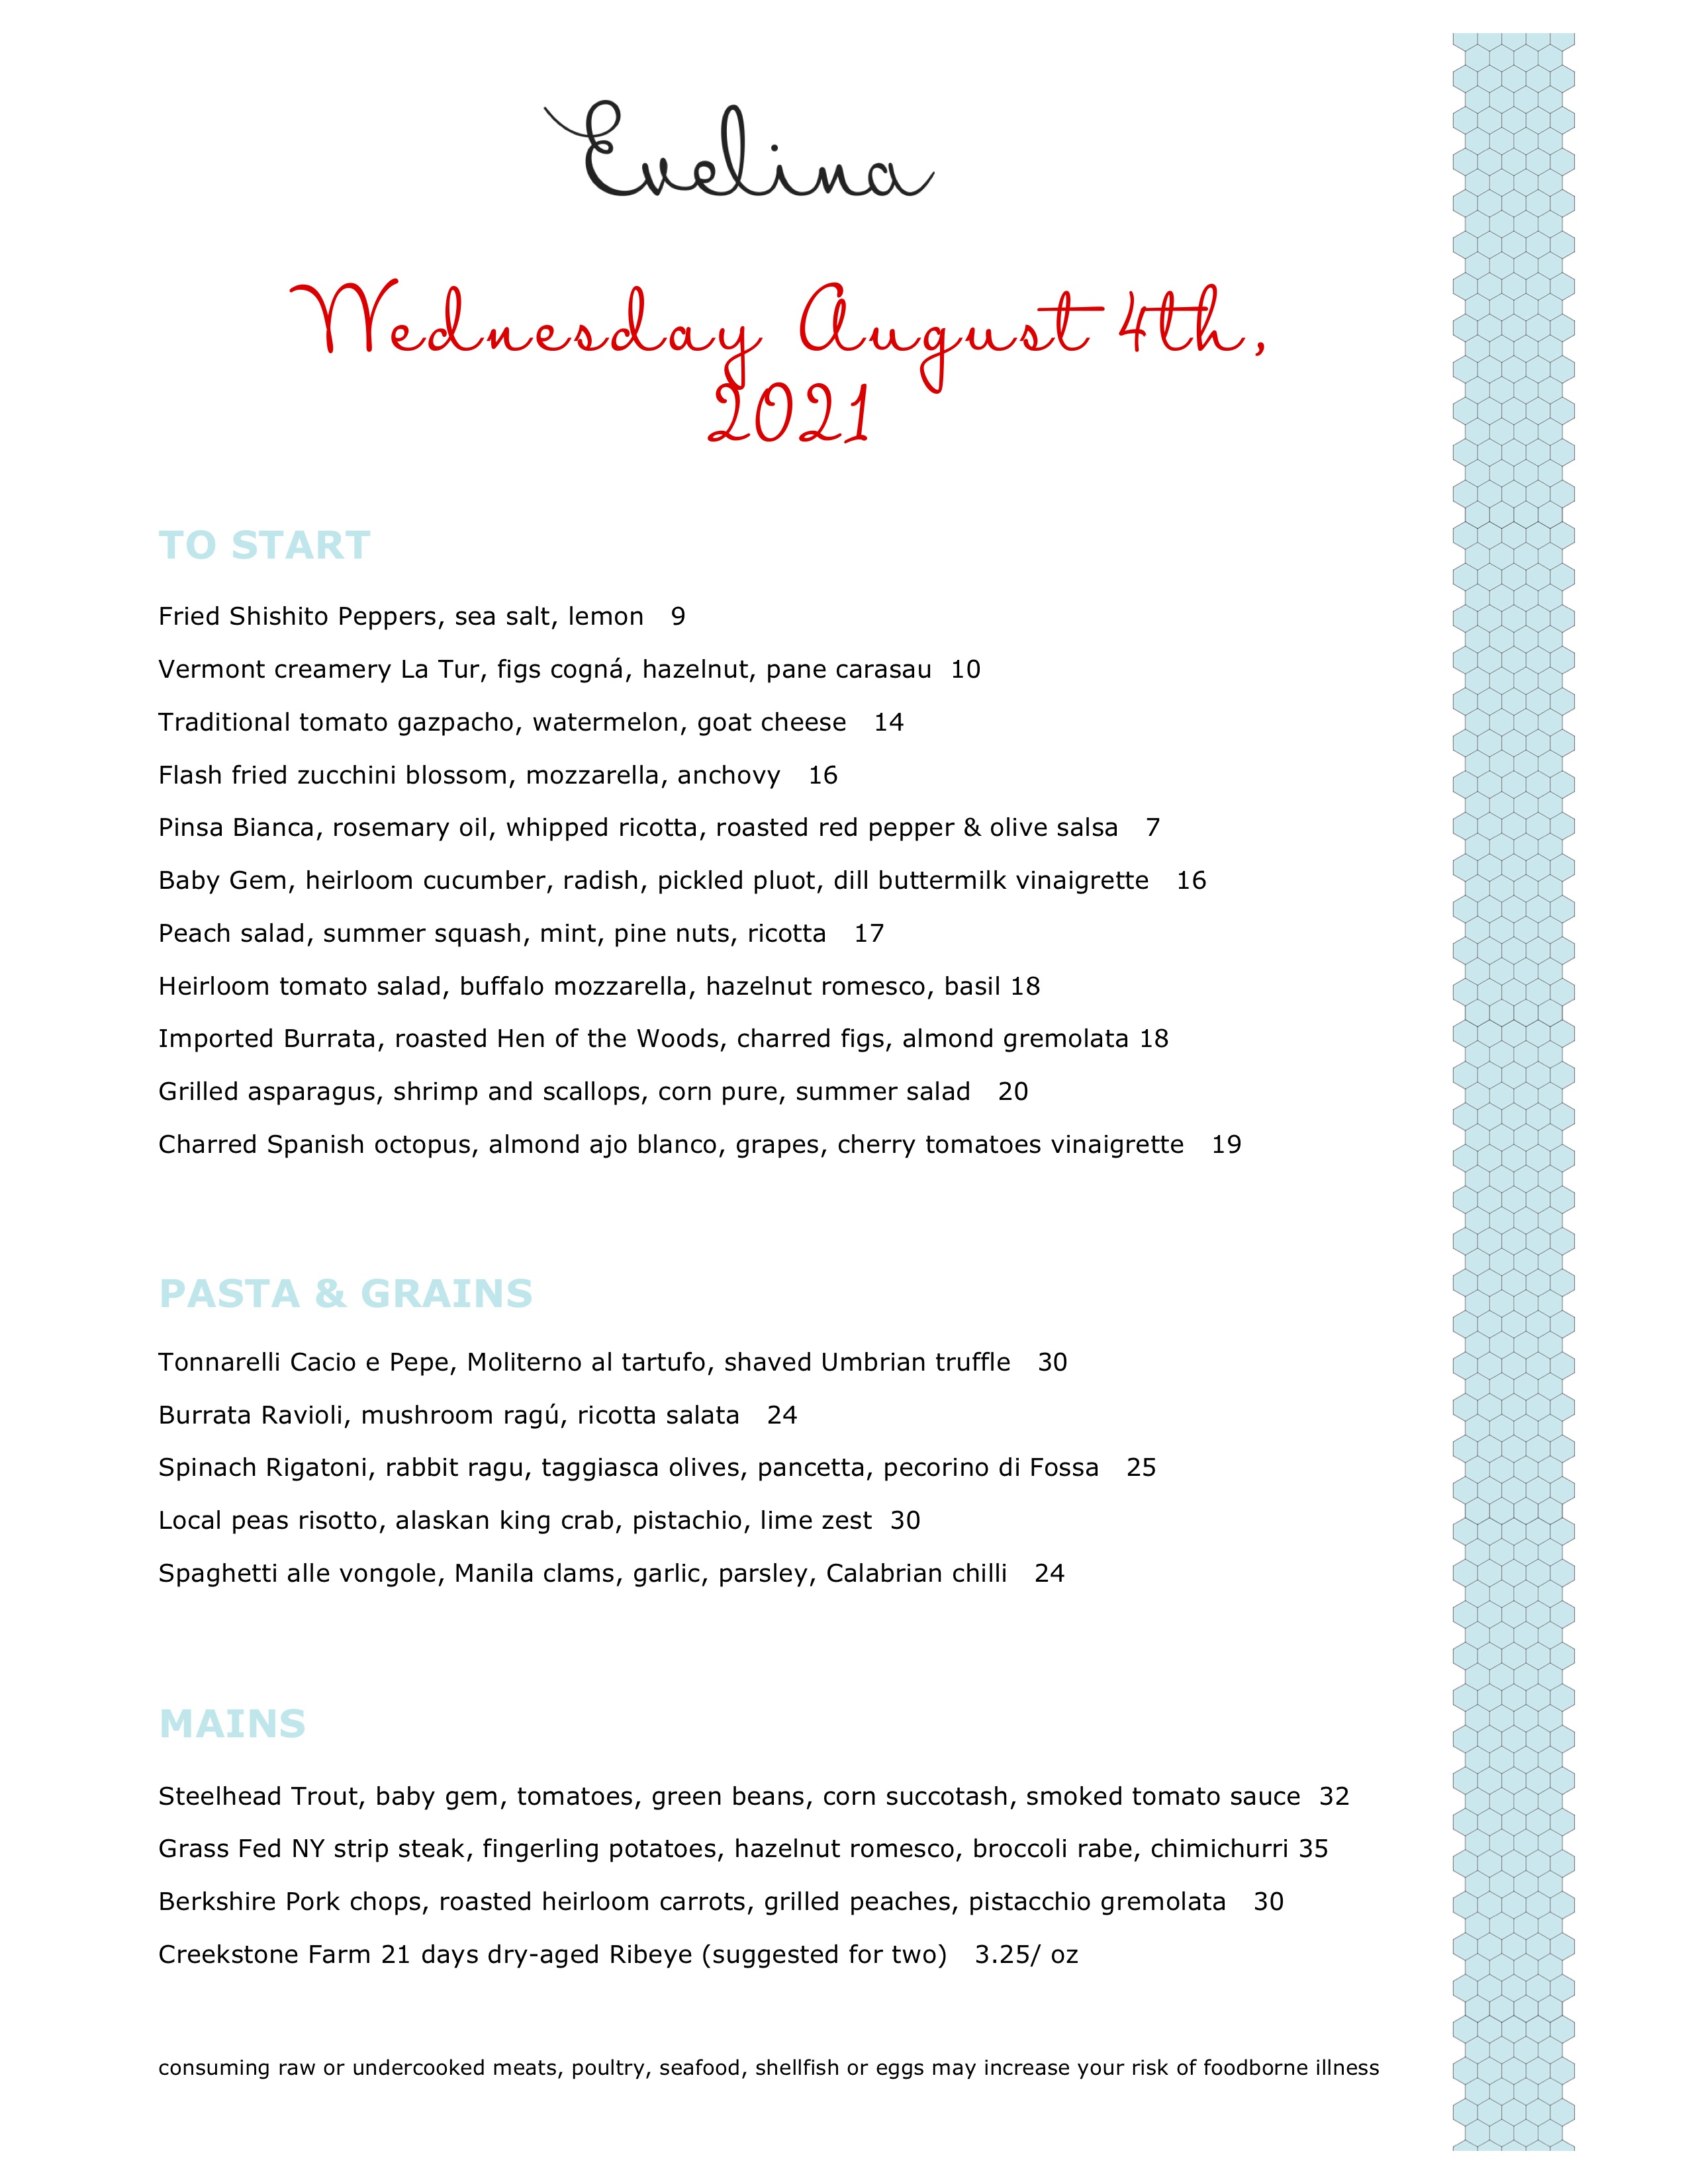 Evelina
Wednesday August 4th,
2021
TO START
Fried Shishito Peppers, sea salt, lemon 9
Vermont creamery La Tur, figs cogná, hazelnut, pane carasau 10
Traditional tomato gazpacho, watermelon, goat cheese 14
Flash fried zucchini blossom, mozzarella, anchovy 16
Pinsa Bianca, rosemary oil, whipped ricotta, roasted red pepper & olive salsa 7
Baby Gem, heirloom cucumber, radish, pickled pluot, dill buttermilk vinaigrette 16
Peach salad, summer squash, mint, pine nuts, ricotta 17
Heirloom tomato salad, buffalo mozzarella, hazelnut romesco, basil 18
Imported Burrata, roasted Hen of the Woods, charred figs, almond gremolata 18
Grilled asparagus, shrimp and scallops, corn pure, summer salad 20
Charred Spanish octopus, almond ajo blanco, grapes, cherry tomatoes vinaigrette 19
PASTA & GRAINS
Tonnarelli Cacio e Pepe, Moliterno al tartufo, shaved Umbrian truffle 30
Burrata Ravioli, mushroom ragú, ricotta salata 24
Spinach Rigatoni, rabbit ragu, taggiasca olives, pancetta, pecorino di Fossa 25
Local peas risotto, alaskan king crab, pistachio, lime zest 30
Spaghetti alle vongole, Manila clams, garlic, parsley, Calabrian chilli 24
MAINS
Steelhead Trout, baby gem, tomatoes, green beans, corn succotash, smoked tomato sauce 32
Grass Fed NY strip steak, fingerling potatoes, hazelnut romesco, broccoli rabe, chimichurri 35
Berkshire Pork chops, roasted heirloom carrots, grilled peaches, pistacchio gremolata 30
Creekstone Farm 21 days dry-aged Ribeye (suggested for two) 3.25/ oz
consuming raw or undercooked meats, poultry, seafood, shellfish or eggs may increase your risk of foodborne illness